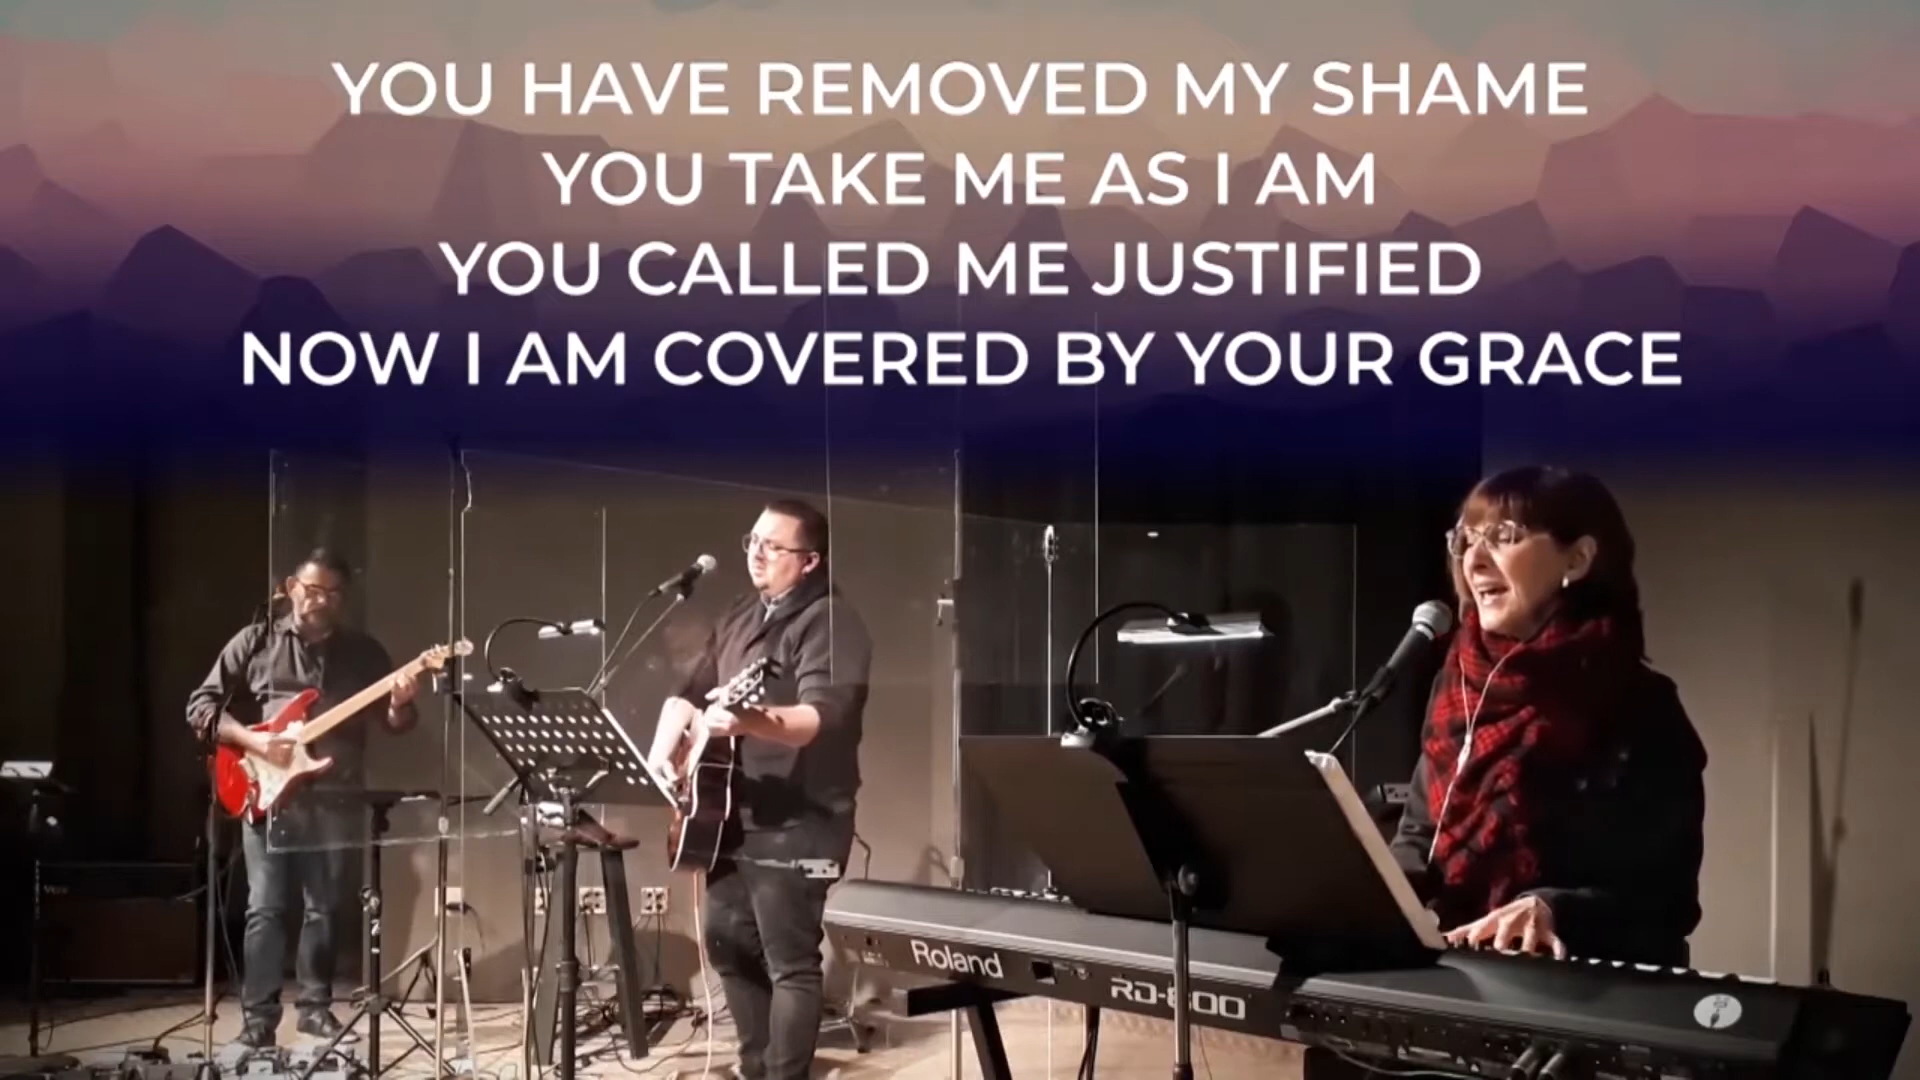 YOU HAVE REMOVED MY SHAME
YOU TAKE ME AS I AM
YOU CALLED ME JUSTIFIED
NOW I AM COVERED BY YOUR GRACE
VOX
Roland
RD-800